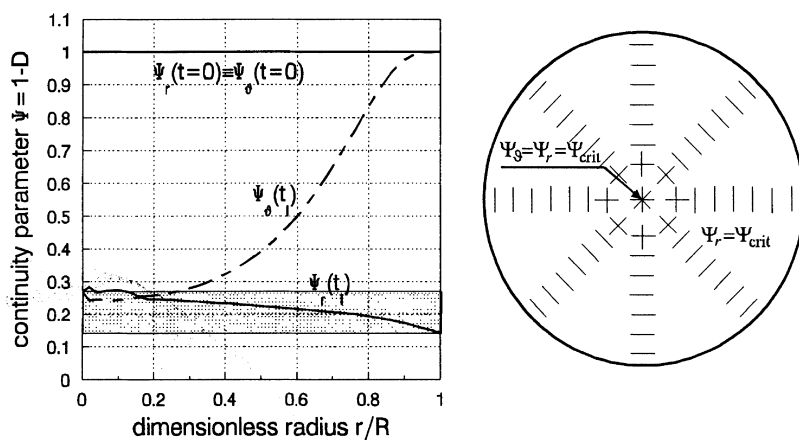 continuity parameter Ψ = 1-D
1.1
1
0.9
0.8
0.7
0.6
0.5
0.4
0.3
0.2
0.1
0
Ψr(t=0)≡Ψϑ(t=0)
Ψϑ(tI)
Ψr(tI)
0 0.2 0.4 0.6 0.8 1
dimensionless radius r/R
Ψϑ=Ψr=Ψcrit
Ψr=Ψcrit